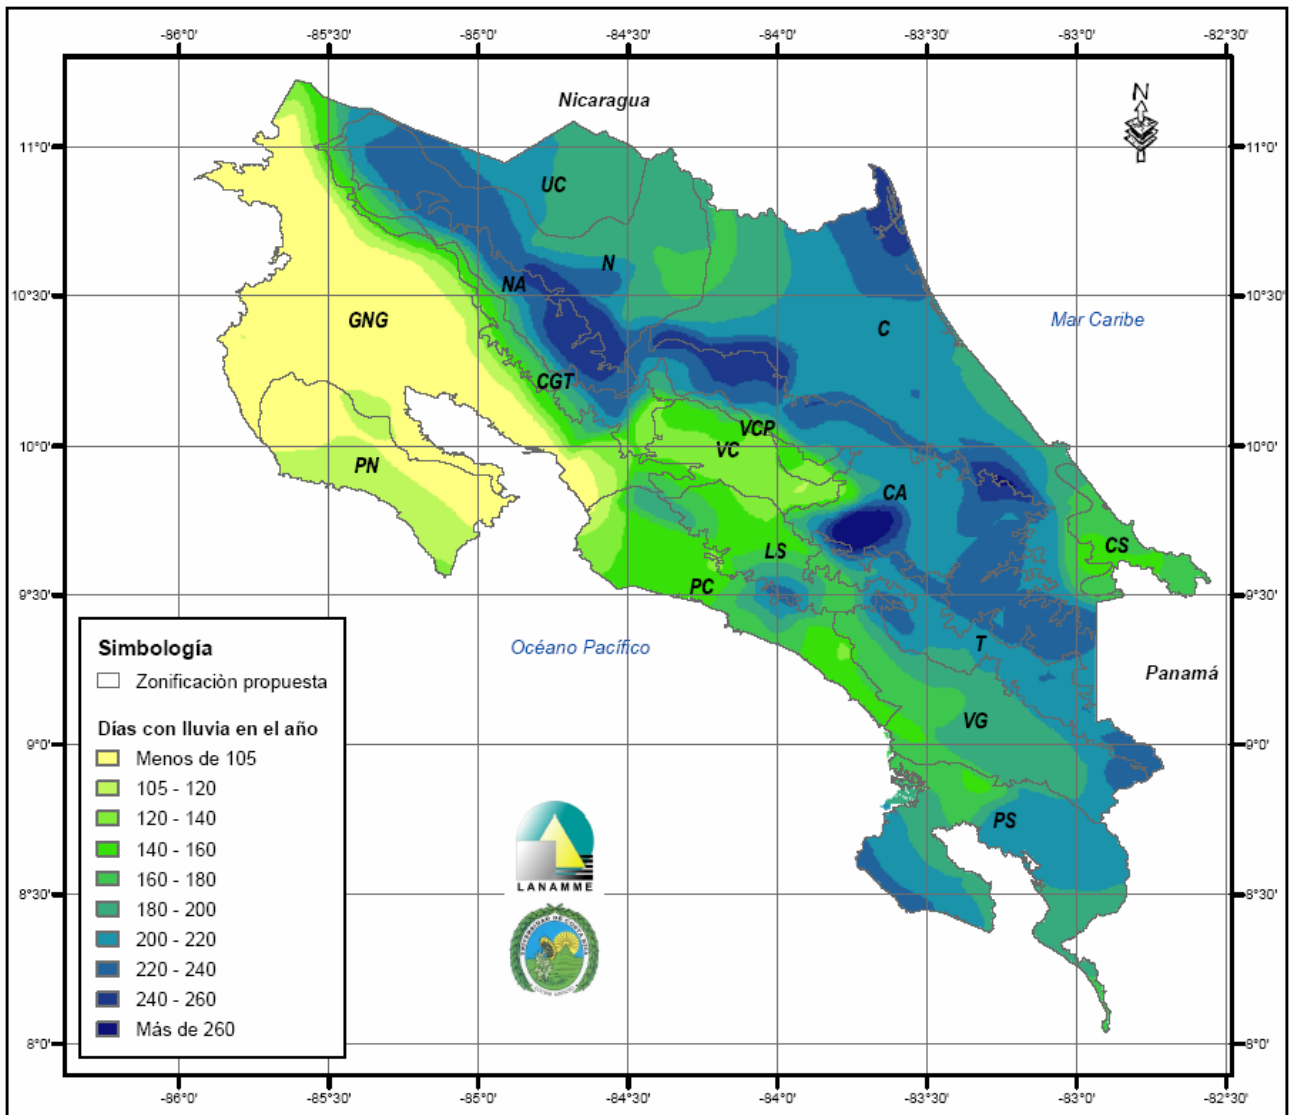 -86°0' -85°30' -85°0' -84°30' -84°0' -83°30' -83°0' -82°30'
N
Nicaragua
11°0' 11°0'
UC
N
NA
10°30' 10°30'
GNG
C
Mar Caribe
CGT
VCP
VC
10°0' 10°0'
PN
CA
LS
CS
PC
9°30' 9°30'
Océano Pacífico
T
Panamá
VG
9°0' 9°0'
PS
8°30' 8°30'
8°0' 8°0'
Simbología
Zonificaciòn propuesta
Días con lluvia en el año
Menos de 105
105 - 120
120 - 140
140 - 160
160 - 180
180 - 200
200 - 220
220 - 240
240 - 260
Más de 260
LANAMME
UNIVERSIDAD DE COSTA RICA
-86°0' -85°30' -85°0' -84°30' -84°0' -83°30' -83°0' -82°30'